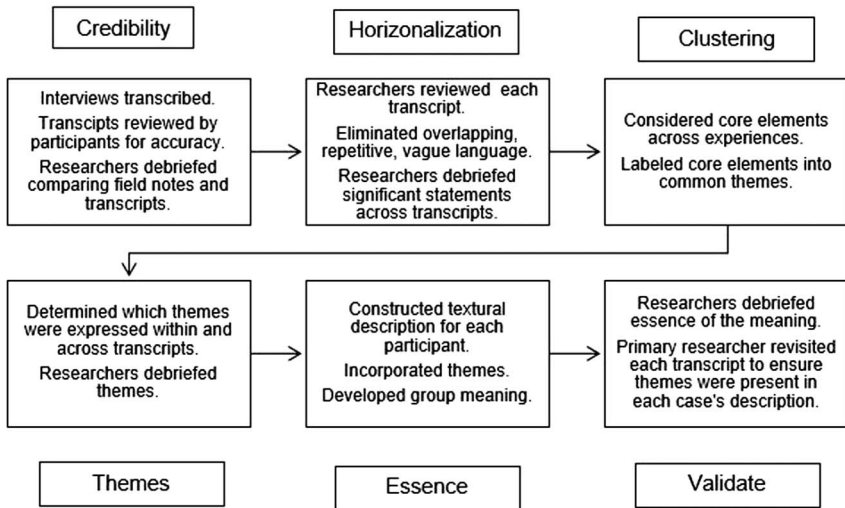 Credibility
Horizonalization
Clustering
Interviews transcribed.
Transcipts reviewed by
participants for accuracy.
Researchers debriefed
comparing field notes and
transcripts.
Researchers reviewed each
transcript.
Eliminated overlapping,
repetitive, vague language.
Researchers debriefed
significant statements
across transcripts.
Considered core elements
across experiences.
Labeled core elements into
common themes.
Determined which themes
were expressed within and
across transcripts.
Researchers debriefed
themes.
Constructed textural
description for each
participant.
Incorporated themes.
Developed group meaning.
Researchers debriefed
essence of the meaning.
Primary researcher revisited
each transcript to ensure
themes were present in
each case's description.
Themes
Essence
Validate